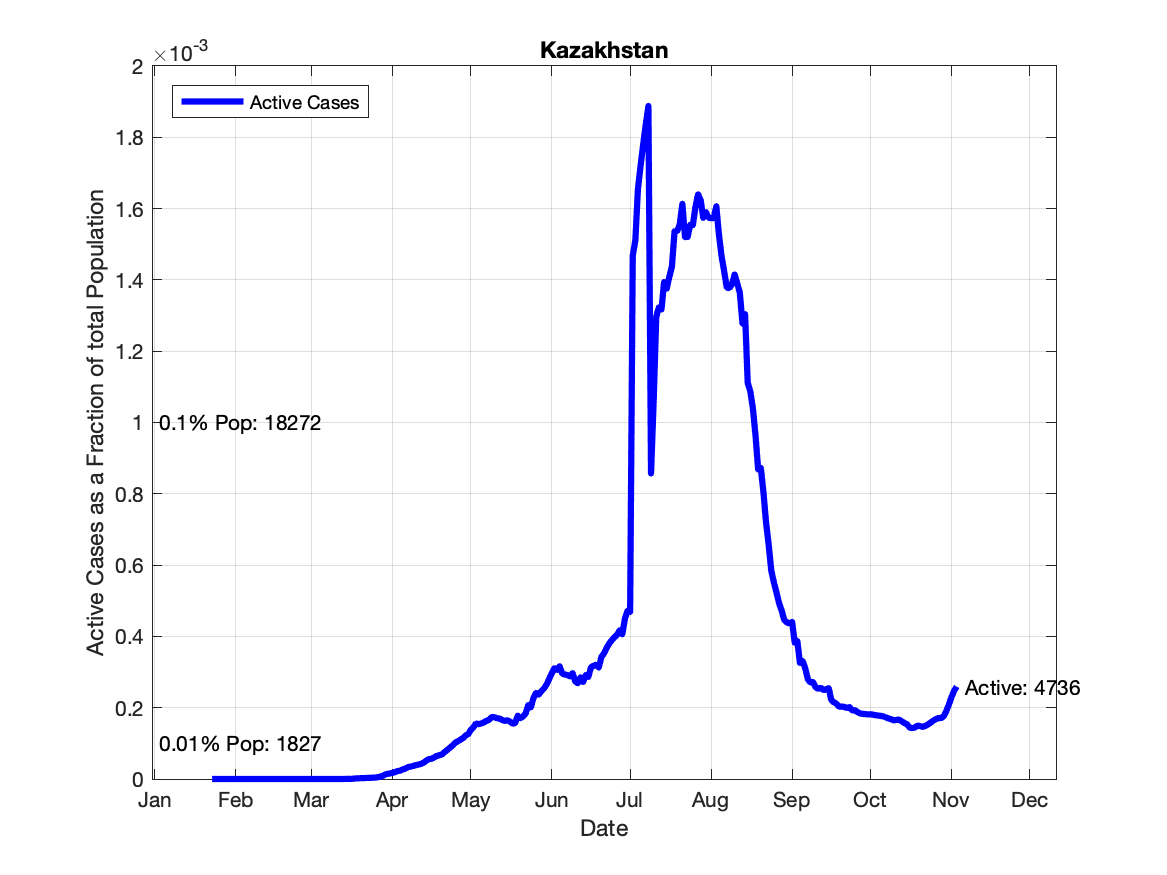 Kazakhstan
×10-3
2
1.8
1.6
1.4
1.2
1
0.8
0.6
0.4
0.2
0
Active Cases as a Fraction of total Population
Active Cases
0.1% Pop: 18272
0.01% Pop: 1827
Active: 4736
Jan Feb Mar Apr May Jun Jul Aug Sep Oct Nov Dec
Date